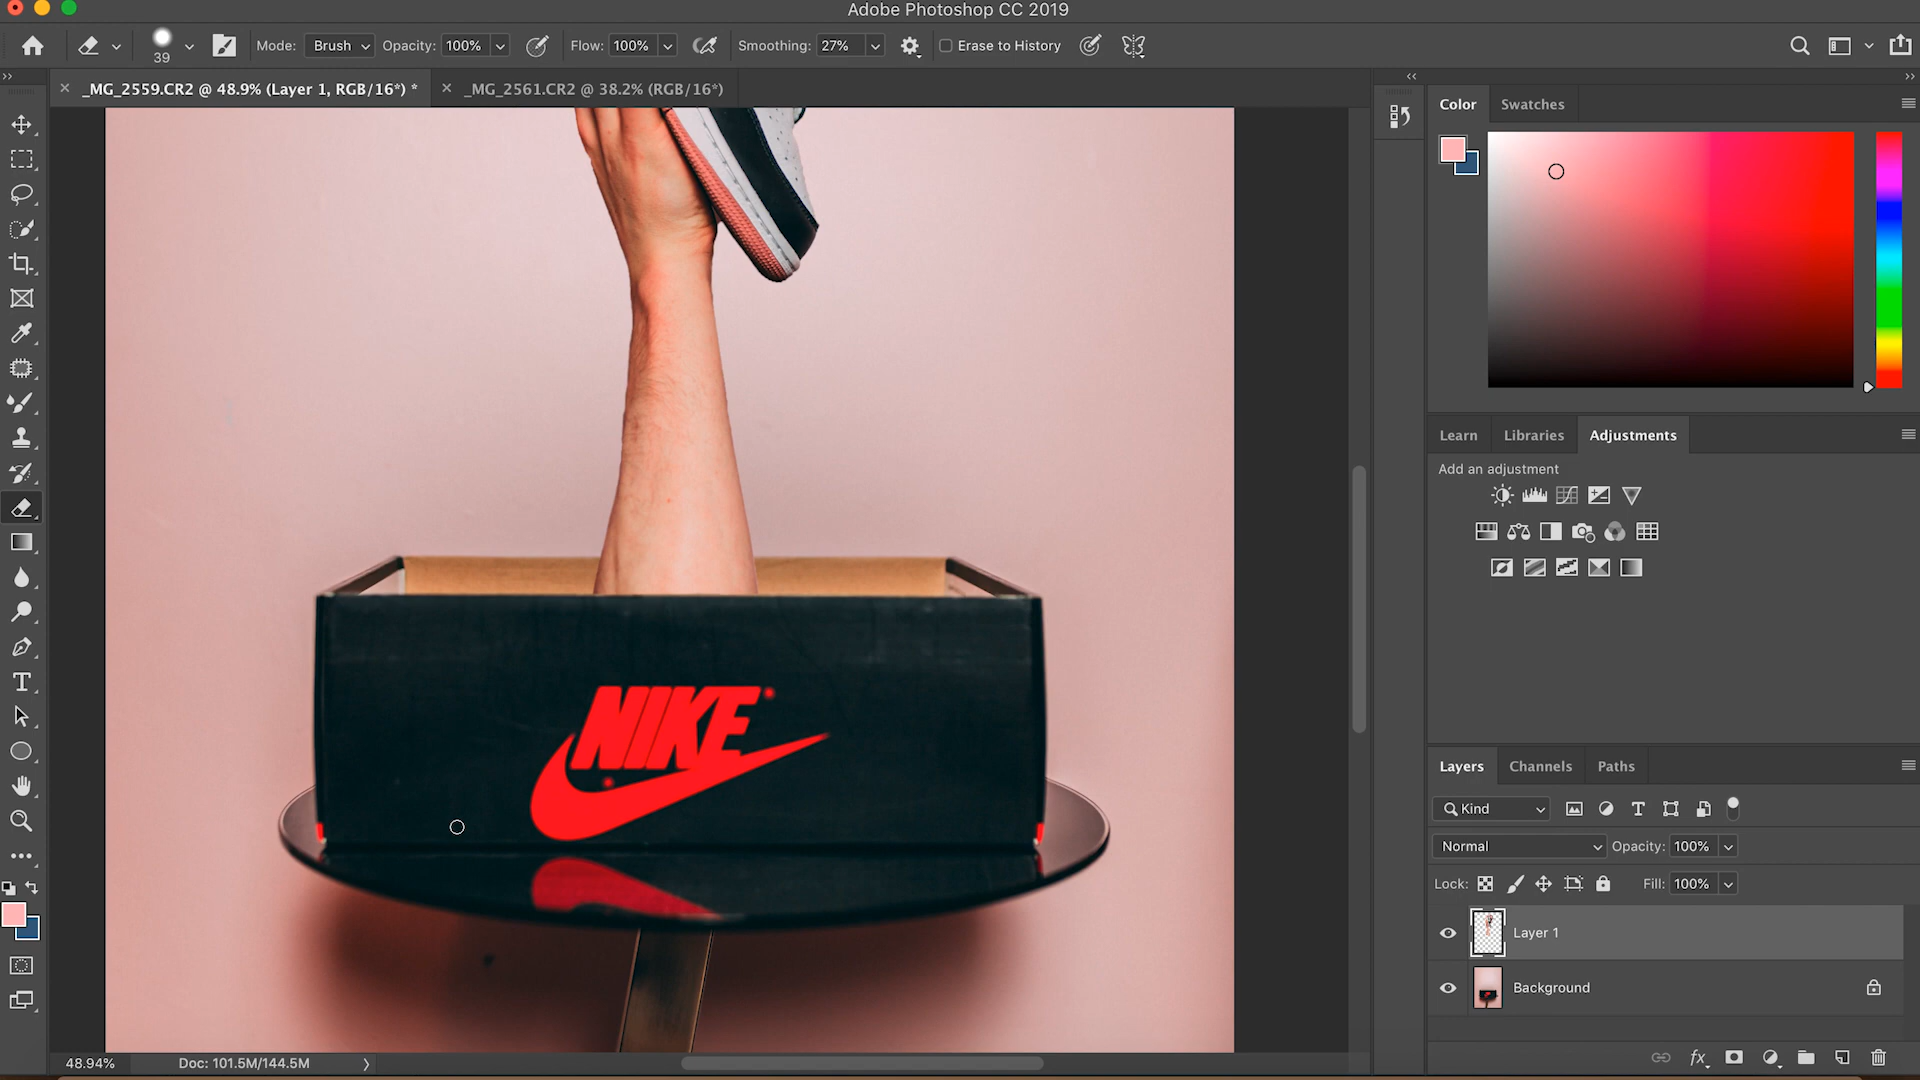 Adobe Photoshop CC 2019
39
Mode: Brush Opacity: 100% Flow: 100% Smoothing: 27% Erase to History
_MG_2559.CR2 @ 48.9% (Layer 1, RGB/16*) * _MG_2561.CR2 @ 38.2% (RGB/16*)
Color Swatches
Learn Libraries Adjustments
Add an adjustment
NIKE
Layers Channels Paths
Kind
Normal Opacity: 100%
Lock: Fill: 100%
Layer 1
Background
48.94% Doc: 101.5M/144.5M